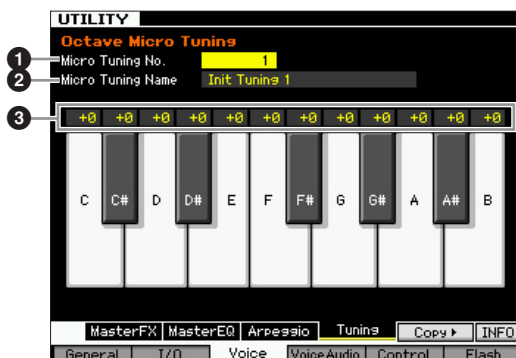 UTILITY
Octave Micro Tuning
1 Micro Tuning No. 1
2 Micro Tuning Name Init Tuning 1
3 +0 +0 +0 +0 +0 +0 +0 +0 +0 +0 +0 +0
C C# D D# E F F# G G# A A# B
MasterFX MasterEQ Arpeggio Tuning Copy INFO
General I/O Voice VoiceAudio Control Flash